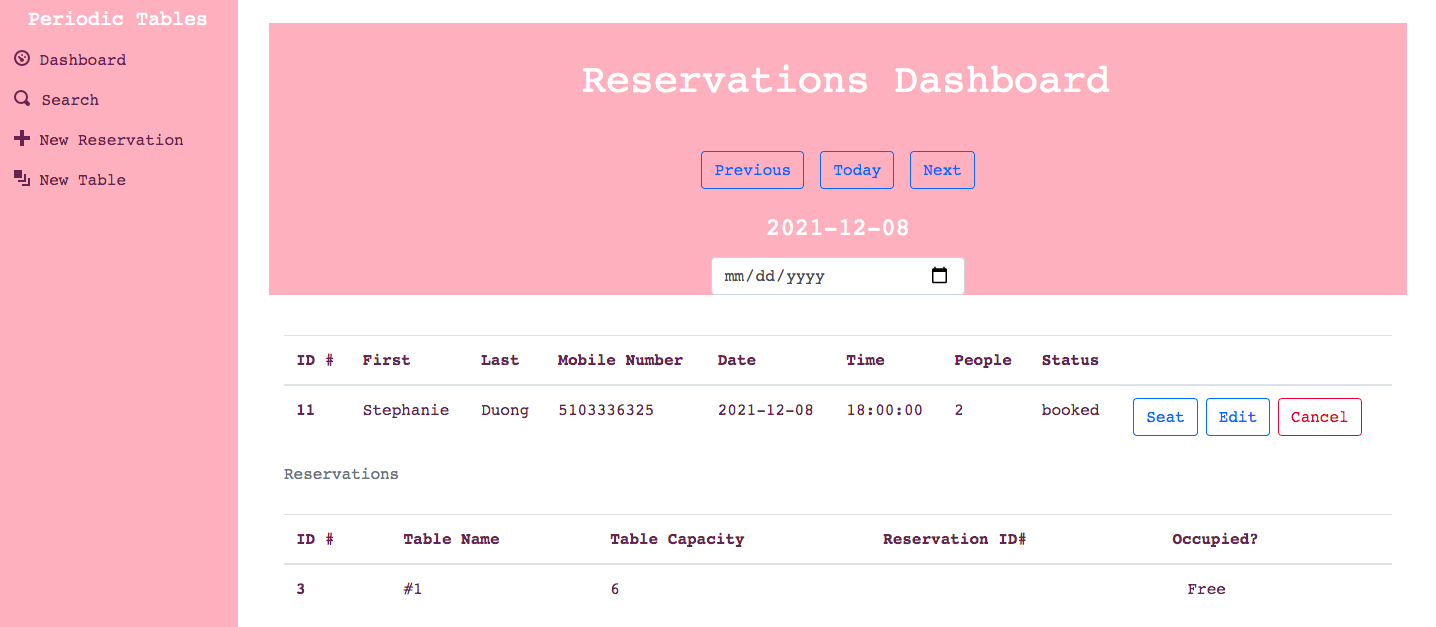 Periodic Tables
Dashboard
Search
New Reservation
New Table
Reservations Dashboard
Previous Today Next
2021-12-08
mm/dd/yyyy
ID # First Last Mobile Number Date Time People Status
11 Stephanie Duong 5103336325 2021-12-08 18:00:00 2 booked Seat Edit Cancel
Reservations
ID # Table Name Table Capacity Reservation ID# Occupied?
3 #1 6 Free